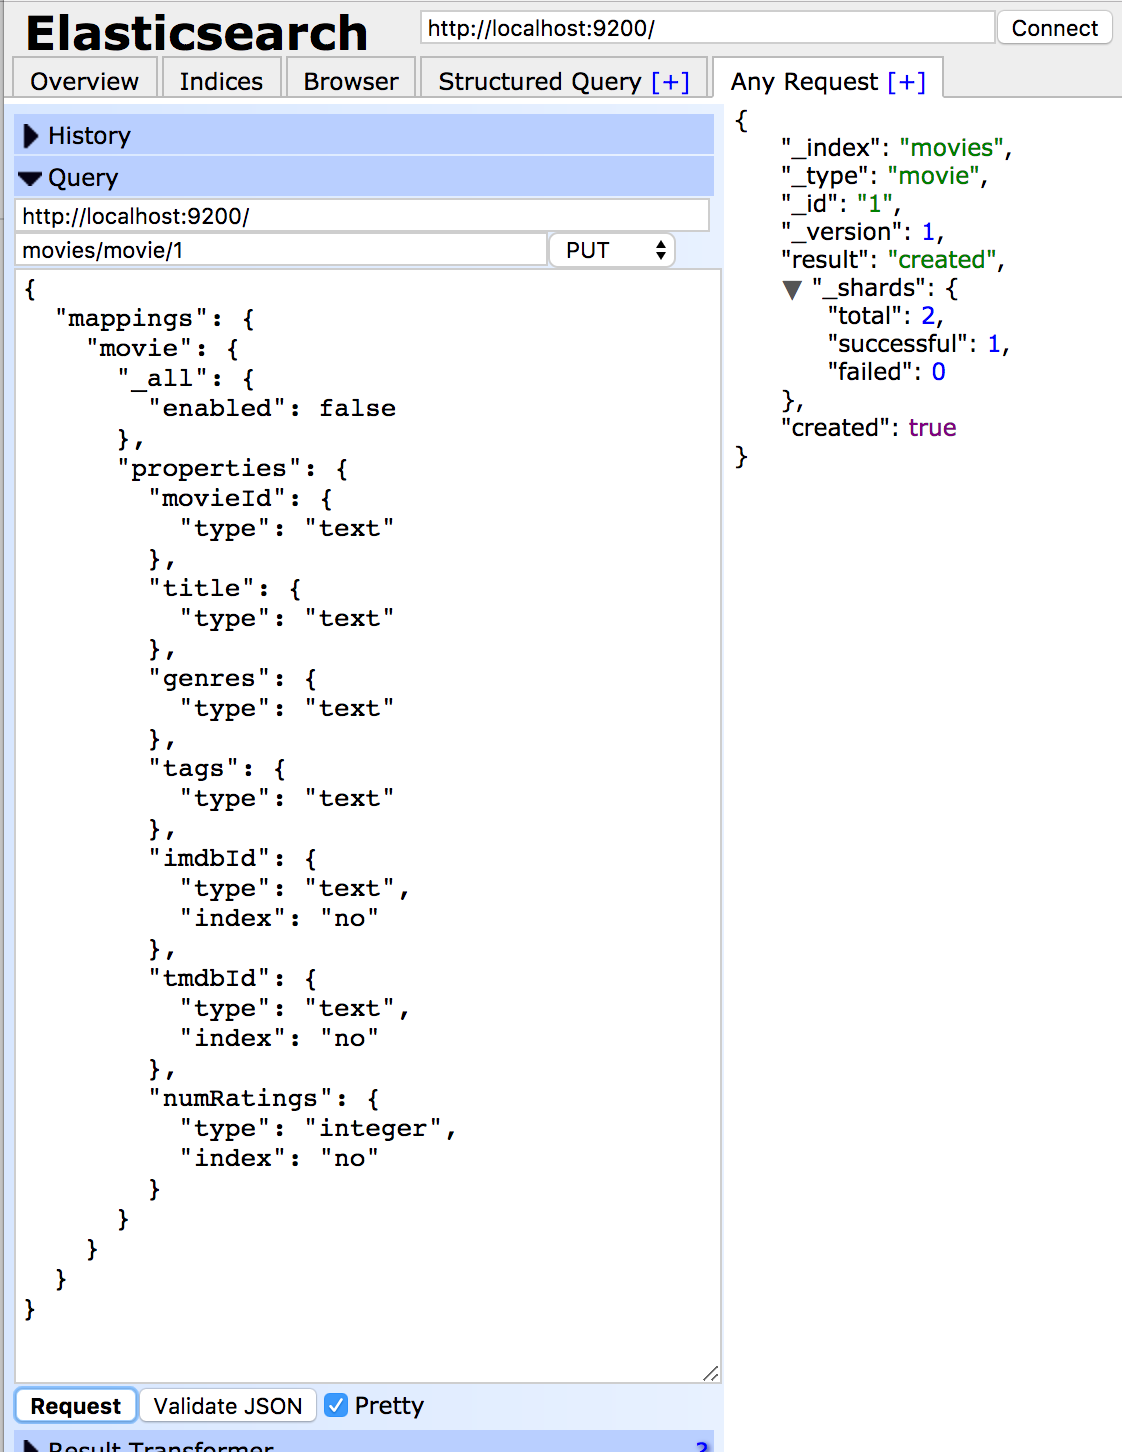 Elasticsearch
http://localhost:9200/
Connect
Overview
Indices
Browser
Structured Query [+]
Any Request [+]
History
Query
http://localhost:9200/
movies/movie/1
PUT
{
"mappings": {
"movie": {
"_all": {
"enabled": false
},
"properties": {
"movieId": {
"type": "text"
},
"title": {
"type": "text"
},
"genres": {
"type": "text"
},
"tags": {
"type": "text"
},
"imdbId": {
"type": "text",
"index": "no"
},
"tmdbId": {
"type": "text",
"index": "no"
},
"numRatings": {
"type": "integer",
"index": "no"
}
}
}
}
}
Request
Validate JSON
Pretty
Result Transformer
?
{
"_index": "movies",
"_type": "movie",
"_id": "1",
"_version": 1,
"result": "created",
"_shards": {
"total": 2,
"successful": 1,
"failed": 0
},
"created": true
}